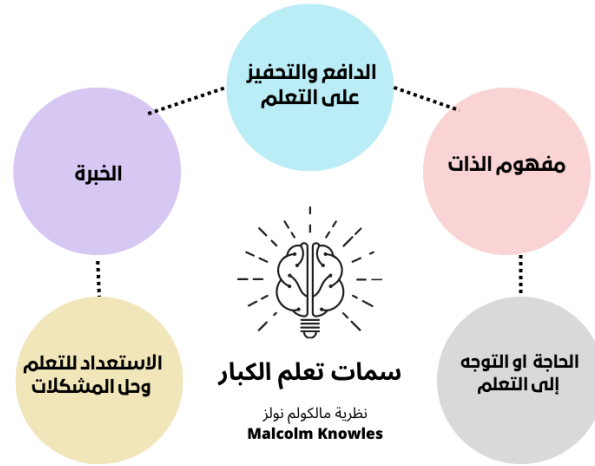 الدافع والتحفيز
على التعلم
مفهوم الذات
الخبرة
الحاجة او التوجه
إلى التعلم
الاستعداد للتعلم
وحل المشكلات
سمات تعلم الكبار
نظرية مالكولم نولز
Malcolm Knowles